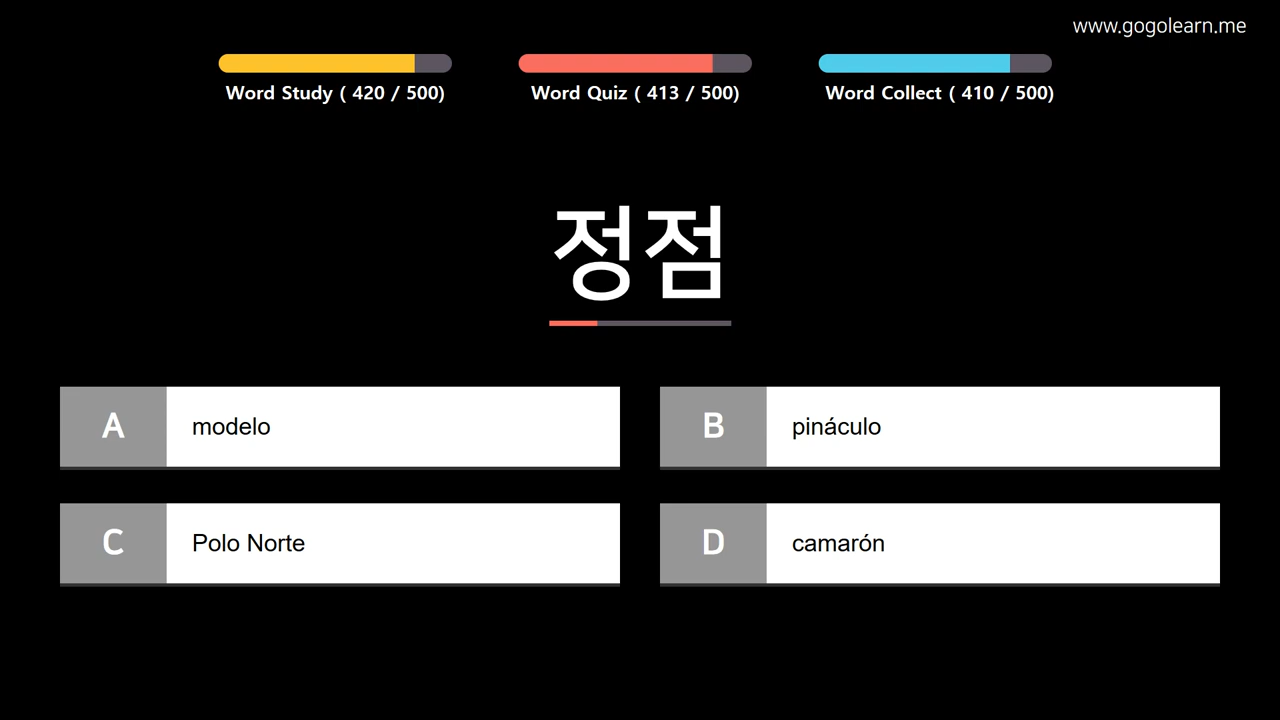 www.gogolearn.me
Word Study ( 420 / 500)
Word Quiz ( 413 / 500)
Word Collect ( 410 / 500)
정점
A modelo
B pináculo
C Polo Norte
D camarón